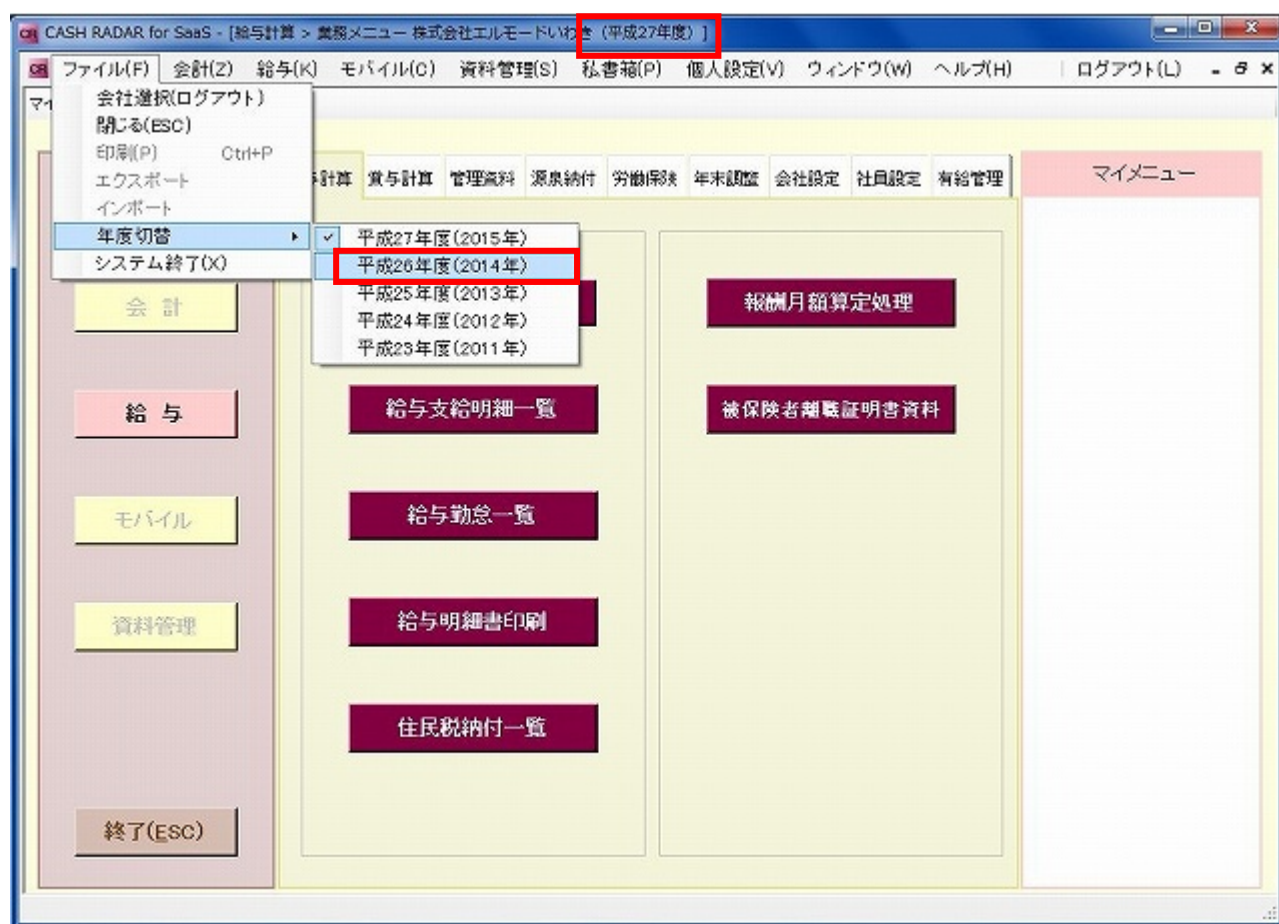 CASH RADAR for SaaS - [給与計算 > 業務メニュー 株式会社エルモードいわき (平成27年度) ]
ファイル(F) 会計(Z) 給与(K) モバイル(C) 資料管理(S) 私書箱(P) 個人設定(V) ウィンドウ(W) ヘルプ(H) ログアウト(L)
マイ
会社選択(ログアウト)
閉じる(ESC)
印刷(P) Ctrl+P
エクスポート
インポート
年度切替
システム終了(X)
平成27年度(2015年)
平成26年度(2014年)
平成25年度(2013年)
平成24年度(2012年)
平成23年度(2011年)
与計算 賞与計算 管理資料 源泉納付 労働保険 年末調整 会社設定 社員設定 有給管理
マイメニュー
会 計
給 与
モバイル
資料管理
終了(ESC)
給与支給明細一覧
給与勤怠一覧
給与明細書印刷
住民税納付一覧
報酬月額算定処理
被保険者離職証明書資料